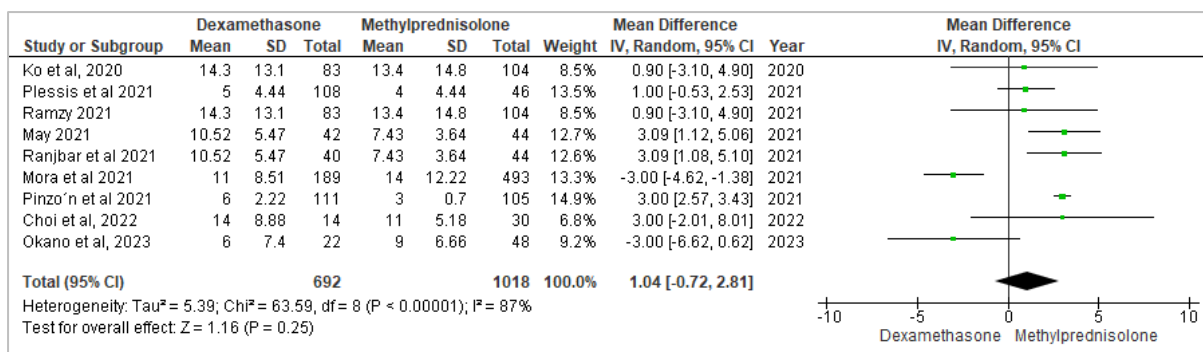 Dexamethasone Methylprednisolone Mean Difference Mean Difference
Study or Subgroup Mean SD Total Mean SD Total Weight IV, Random, 95% CI Year IV, Random, 95% CI
Ko et al, 2020 14.3 13.1 83 13.4 14.8 104 8.5% 0.90 [-3.10, 4.90] 2020
Plessis et al 2021 5 4.44 108 4 4.44 46 13.5% 1.00 [-0.53, 2.53] 2021
Ramzy 2021 14.3 13.1 83 13.4 14.8 104 8.5% 0.90 [-3.10, 4.90] 2021
May 2021 10.52 5.47 42 7.43 3.64 44 12.7% 3.09 [1.12, 5.06] 2021
Ranjbar et al 2021 10.52 5.47 40 7.43 3.64 44 12.6% 3.09 [1.08, 5.10] 2021
Mora et al 2021 11 8.51 189 14 12.22 493 13.3% -3.00 [-4.62, -1.38] 2021
Pinzo´n et al 2021 6 2.22 111 3 0.7 105 14.9% 3.00 [2.57, 3.43] 2021
Choi et al, 2022 14 8.88 14 11 5.18 30 6.8% 3.00 [-2.01, 8.01] 2022
Okano et al, 2023 6 7.4 22 9 6.66 48 9.2% -3.00 [-6.62, 0.62] 2023
Total (95% CI) 692 1018 100.0% 1.04 [-0.72, 2.81]
Heterogeneity: Tau² = 5.39; Chi² = 63.59, df = 8 (P < 0.00001); I² = 87%
Test for overall effect: Z = 1.16 (P = 0.25)
-10 -5 0 5 10
Dexamethasone Methylprednisolone